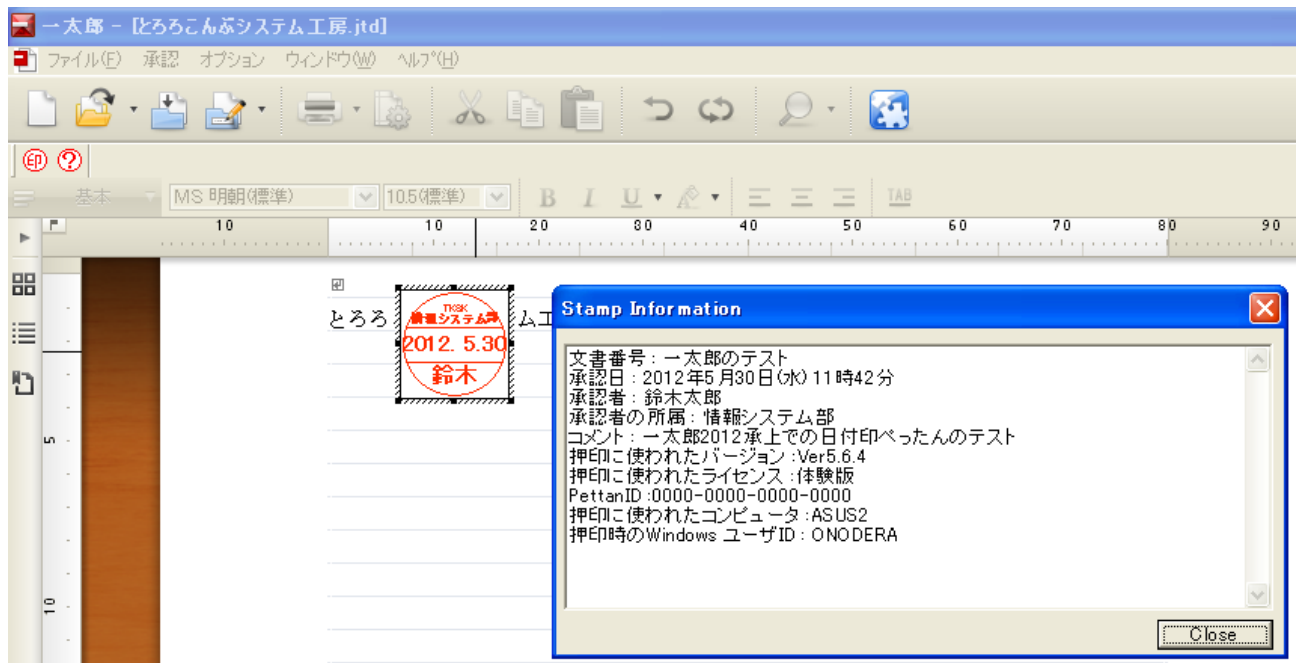 一太郎 - [とろろこんぶシステム工房.jtd]
ファイル(F) 承認 オプション ウィンドウ(W) ヘルプ(H)
印 ?
基本 MS 明朝(標準) 10.5(標準) B I U TAB
10 10 20 30 40 50 60 70 80 90
とろろ ムエ
TKSK
情報システム部
2012. 5.30
鈴木
5
10
Stamp Information
文書番号：一太郎のテスト
承認日：2012年5月30日(水) 11時42分
承認者：鈴木太郎
承認者の所属：情報システム部
コメント：一太郎2012承上での日付印ぺったんのテスト
押印に使われたバージョン:Ver5.6.4
押印に使われたライセンス:体験版
PettanID:0000-0000-0000-0000
押印に使われたコンピュータ:ASUS2
押印時のWindows ユーザID：ONODERA
Close